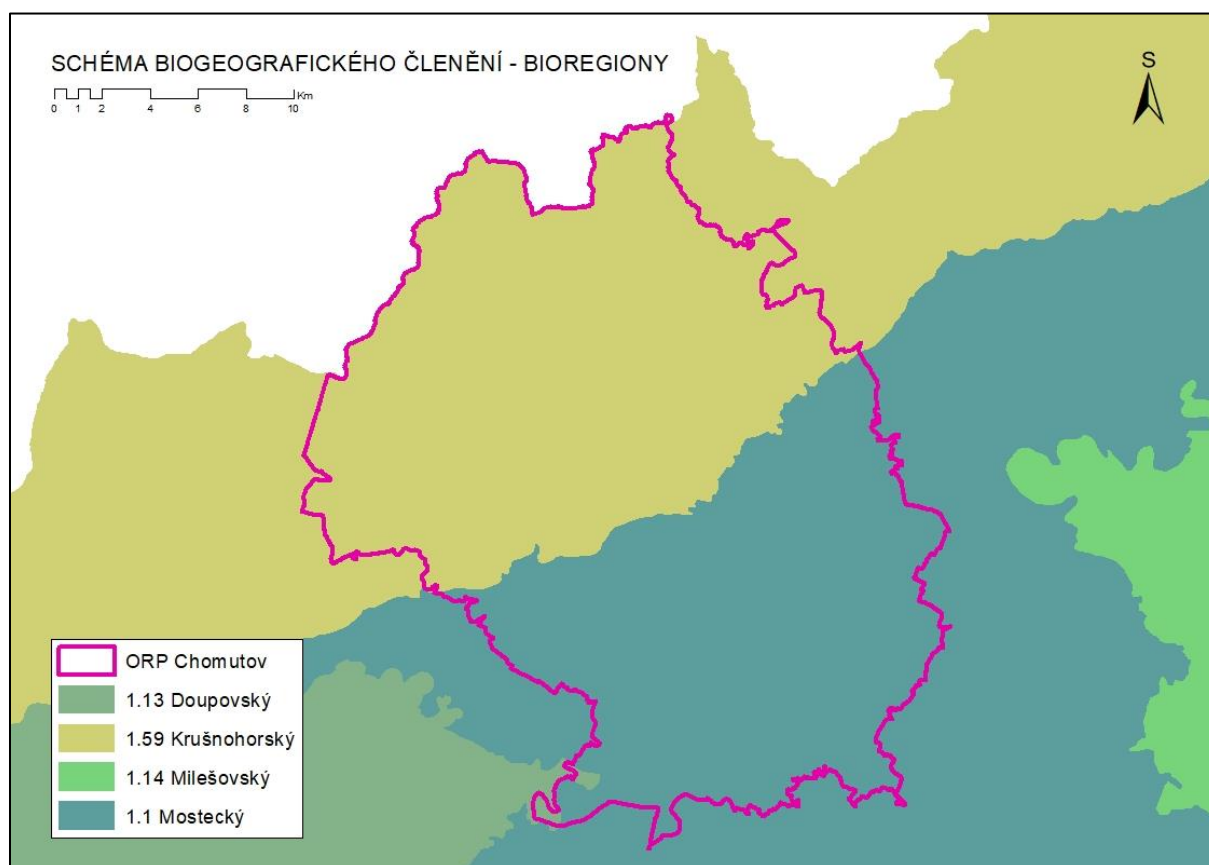 SCHÉMA BIOGEOGRAFICKÉHO ČLENĚNÍ - BIOREGIONY
Km
0 1 2 4 6 8 10
S
ORP Chomutov
1.13 Doupovský
1.59 Krušnohorský
1.14 Milešovský
1.1 Mostecký